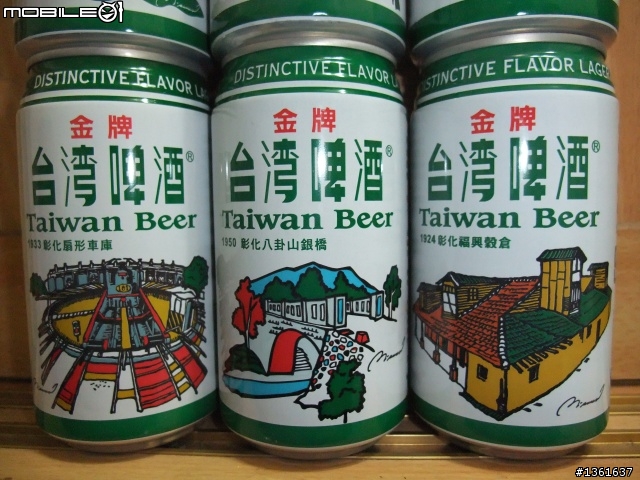 MOBILE01
DISTINCTIVE FLAVOR LAG
金牌
台湾啤酒®
Taiwan Beer
1933 彰化扇形車庫
DISTINCTIVE FLAVOR LA
金牌
台湾啤酒®
Taiwan Beer
1950 彰化八卦山銀橋
DISTINCTIVE FLAVOR LAGER
金牌
台湾啤酒®
Taiwan Beer
1924 彰化福興穀倉
#1361637